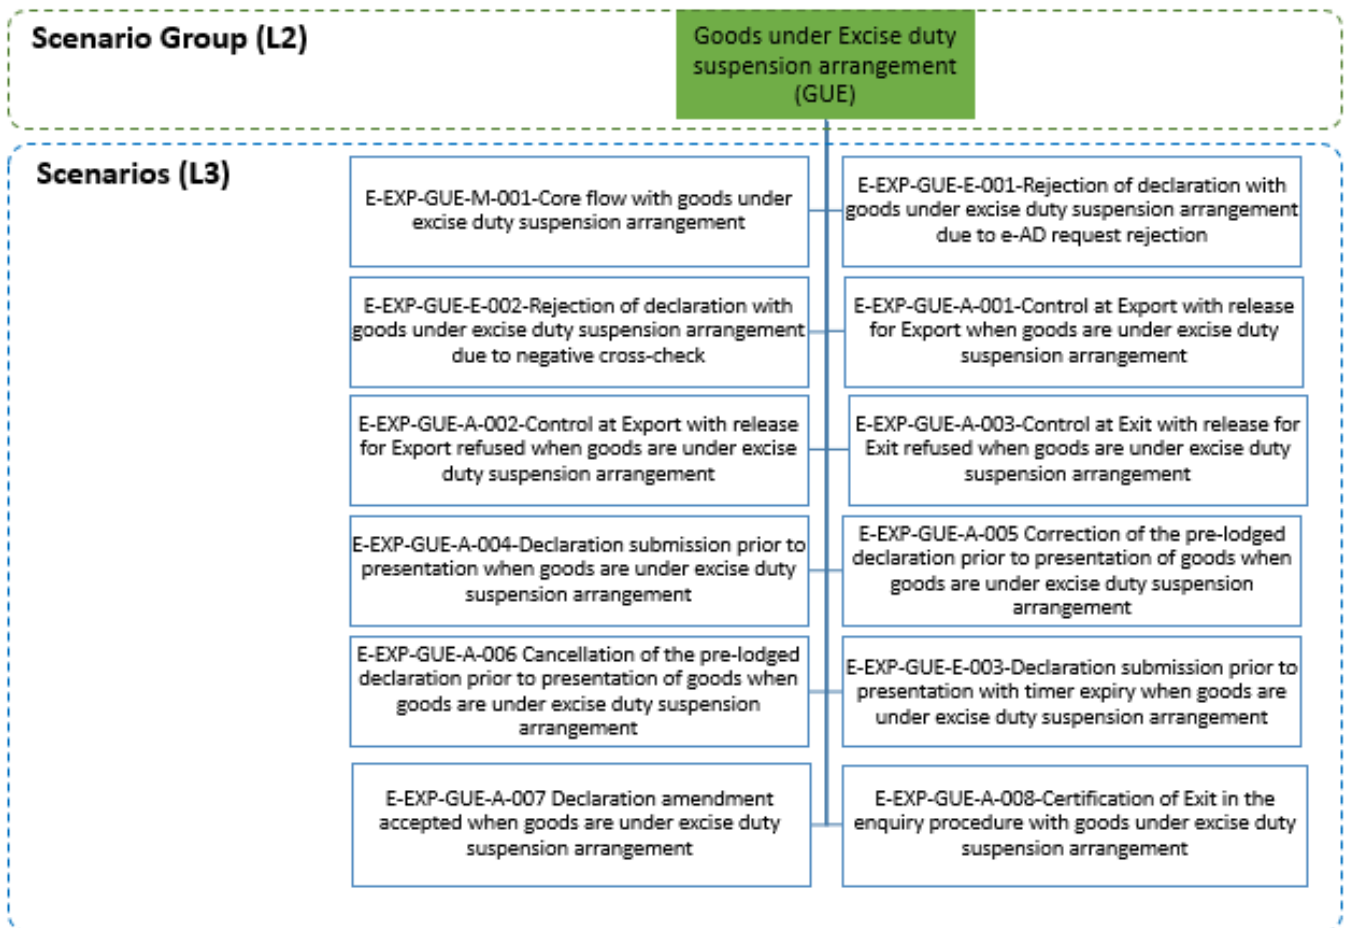 Scenario Group (L2)
Goods under Excise duty
suspension arrangement
(GUE)
Scenarios (L3)
E-EXP-GUE-M-001-Core flow with goods under
excise duty suspension arrangement
E-EXP-GUE-E-001-Rejection of declaration with
goods under excise duty suspension arrangement
due to e-AD request rejection
E-EXP-GUE-E-002-Rejection of declaration with
goods under excise duty suspension arrangement
due to negative cross-check
E-EXP-GUE-A-001-Control at Export with release
for Export when goods are under excise duty
suspension arrangement
E-EXP-GUE-A-002-Control at Export with release
for Export refused when goods are under excise
duty suspension arrangement
E-EXP-GUE-A-003-Control at Exit with release for
Exit refused when goods are under excise duty
suspension arrangement
E-EXP-GUE-A-004-Declaration submission prior to
presentation when goods are under excise duty
suspension arrangement
E-EXP-GUE-A-005 Correction of the pre-lodged
declaration prior to presentation of goods when
goods are under excise duty suspension
arrangement
E-EXP-GUE-A-006 Cancellation of the pre-lodged
declaration prior to presentation of goods when
goods are under excise duty suspension
arrangement
E-EXP-GUE-E-003-Declaration submission prior to
presentation with timer expiry when goods are
under excise duty suspension arrangement
E-EXP-GUE-A-007 Declaration amendment
accepted when goods are under excise duty
suspension arrangement
E-EXP-GUE-A-008-Certification of Exit in the
enquiry procedure with goods under excise duty
suspension arrangement